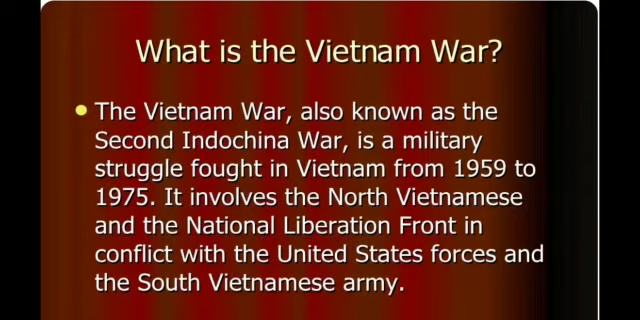 What is the Vietnam War?
The Vietnam War, also known as the
Second Indochina War, is a military
struggle fought in Vietnam from 1959 to
1975. It involves the North Vietnamese
and the National Liberation Front in
conflict with the United States forces and
the South Vietnamese army.